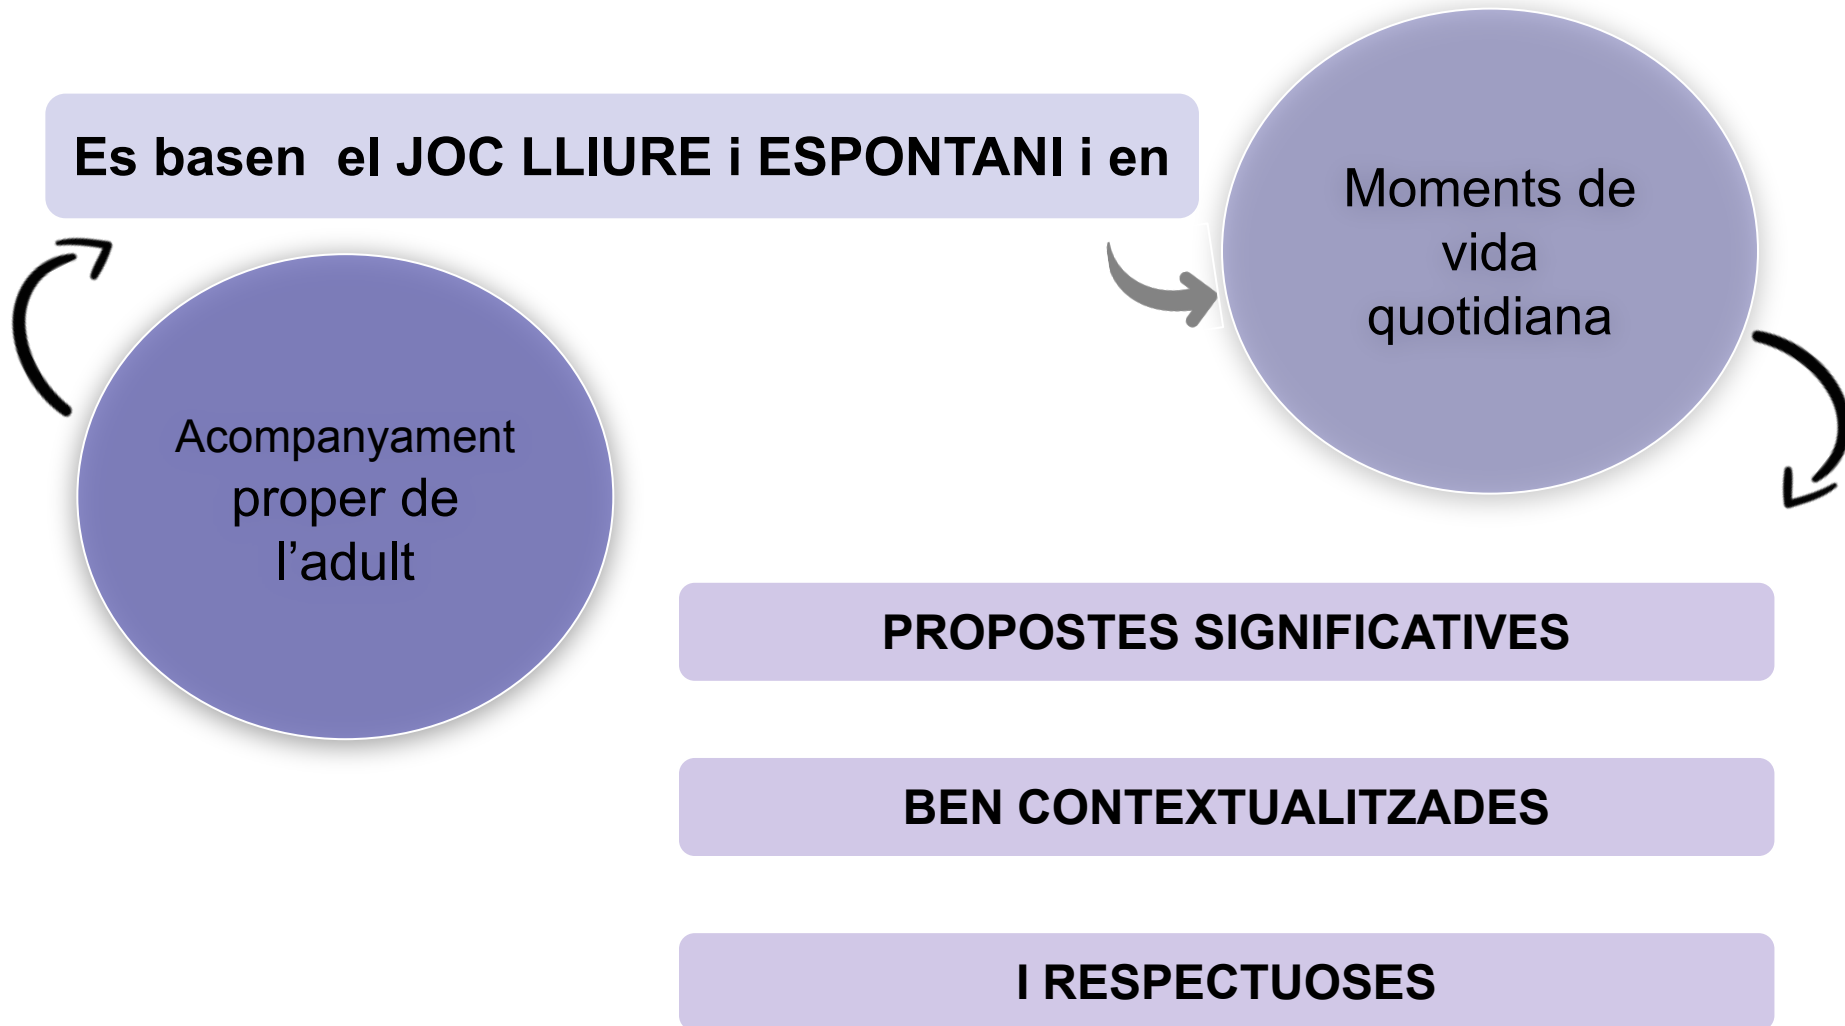 Es basen  el JOC LLIURE i ESPONTANI i en
Moments de
vida
quotidiana
Acompanyament
proper de
l’adult
PROPOSTES SIGNIFICATIVES
BEN CONTEXTUALITZADES
I RESPECTUOSES